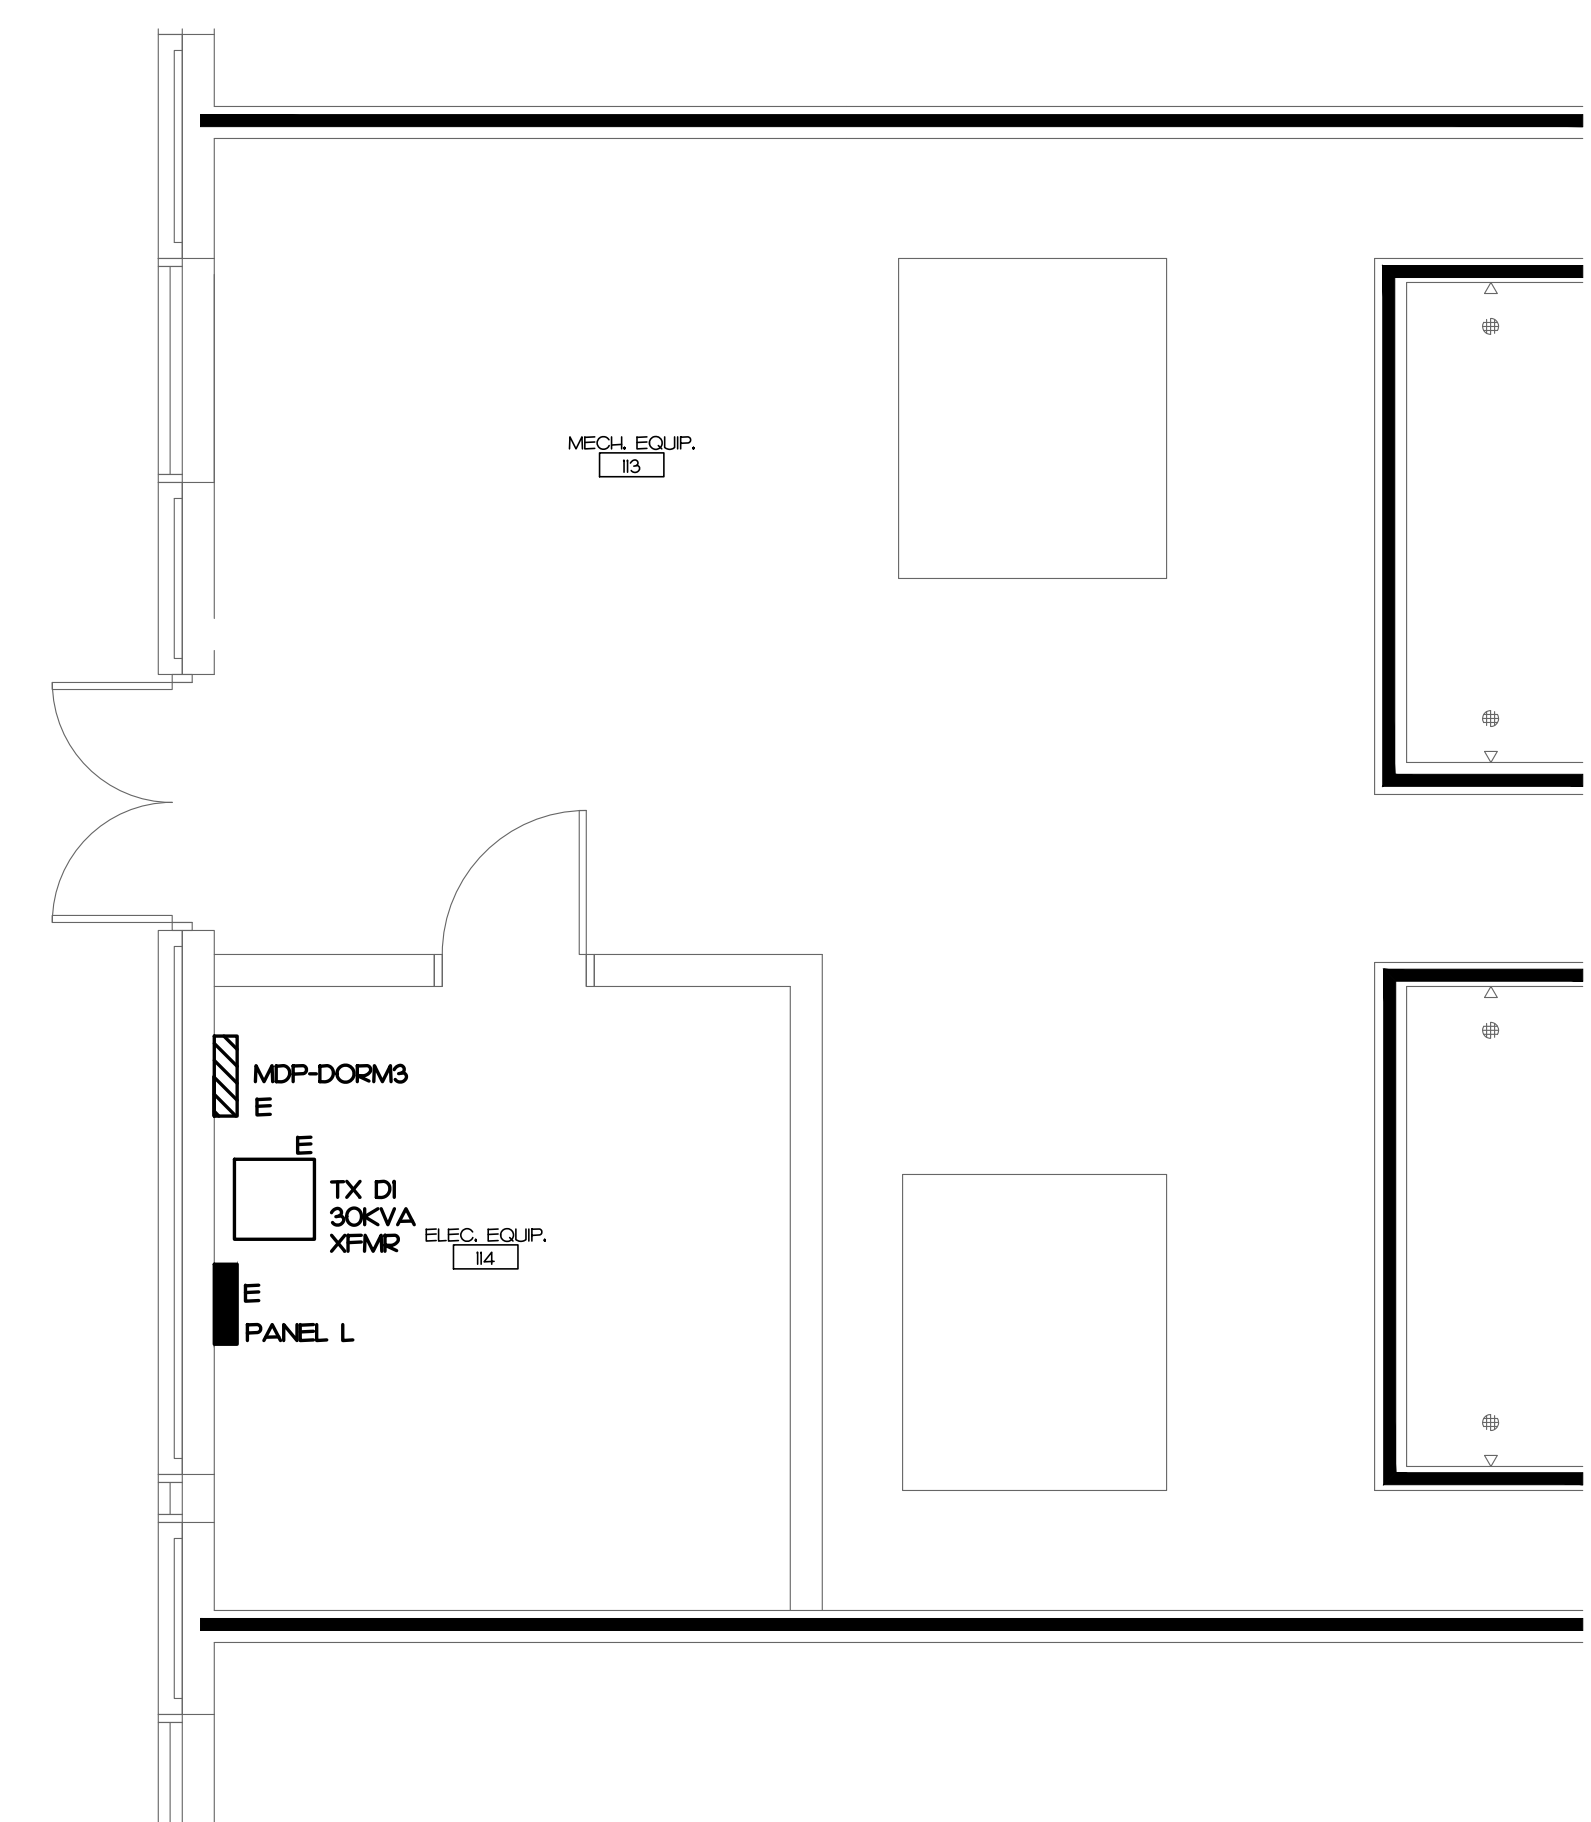 MECH. EQUIP.
113
MDP-DORM3
E
E
TX D1
30KVA
XFMR
ELEC. EQUIP.
114
E
PANEL L